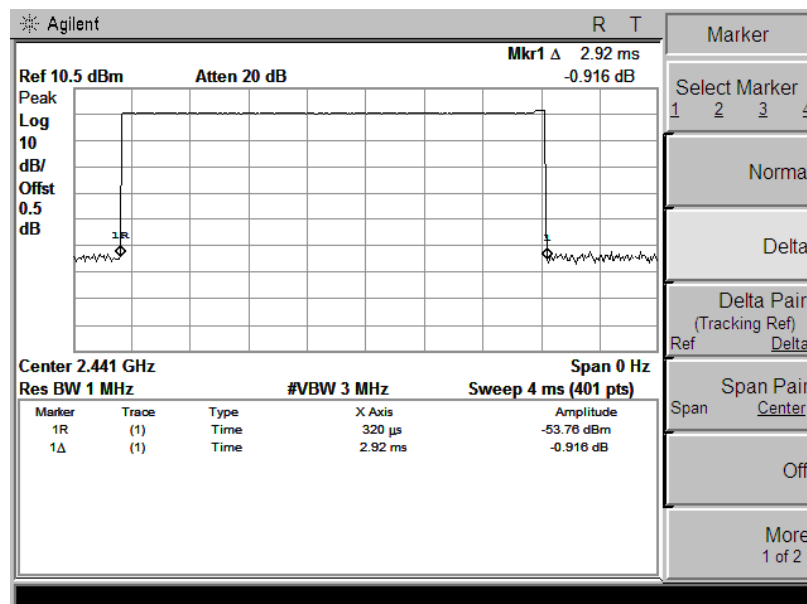 Agilent R T
Mkr1 Δ 2.92 ms
Ref 10.5 dBm Atten 20 dB -0.916 dB
Peak
Log
10
dB/
Offst
0.5
dB
1R
1
Center 2.441 GHz Span 0 Hz
Res BW 1 MHz #VBW 3 MHz Sweep 4 ms (401 pts)
Marker Trace Type X Axis Amplitude
1R (1) Time 320 µs -53.76 dBm
1Δ (1) Time 2.92 ms -0.916 dB
Marker
Select Marker
1 2 3 4
Norma
Delta
Delta Pair
(Tracking Ref)
Ref Delta
Span Pair
Span Center
Off
More
1 of 2